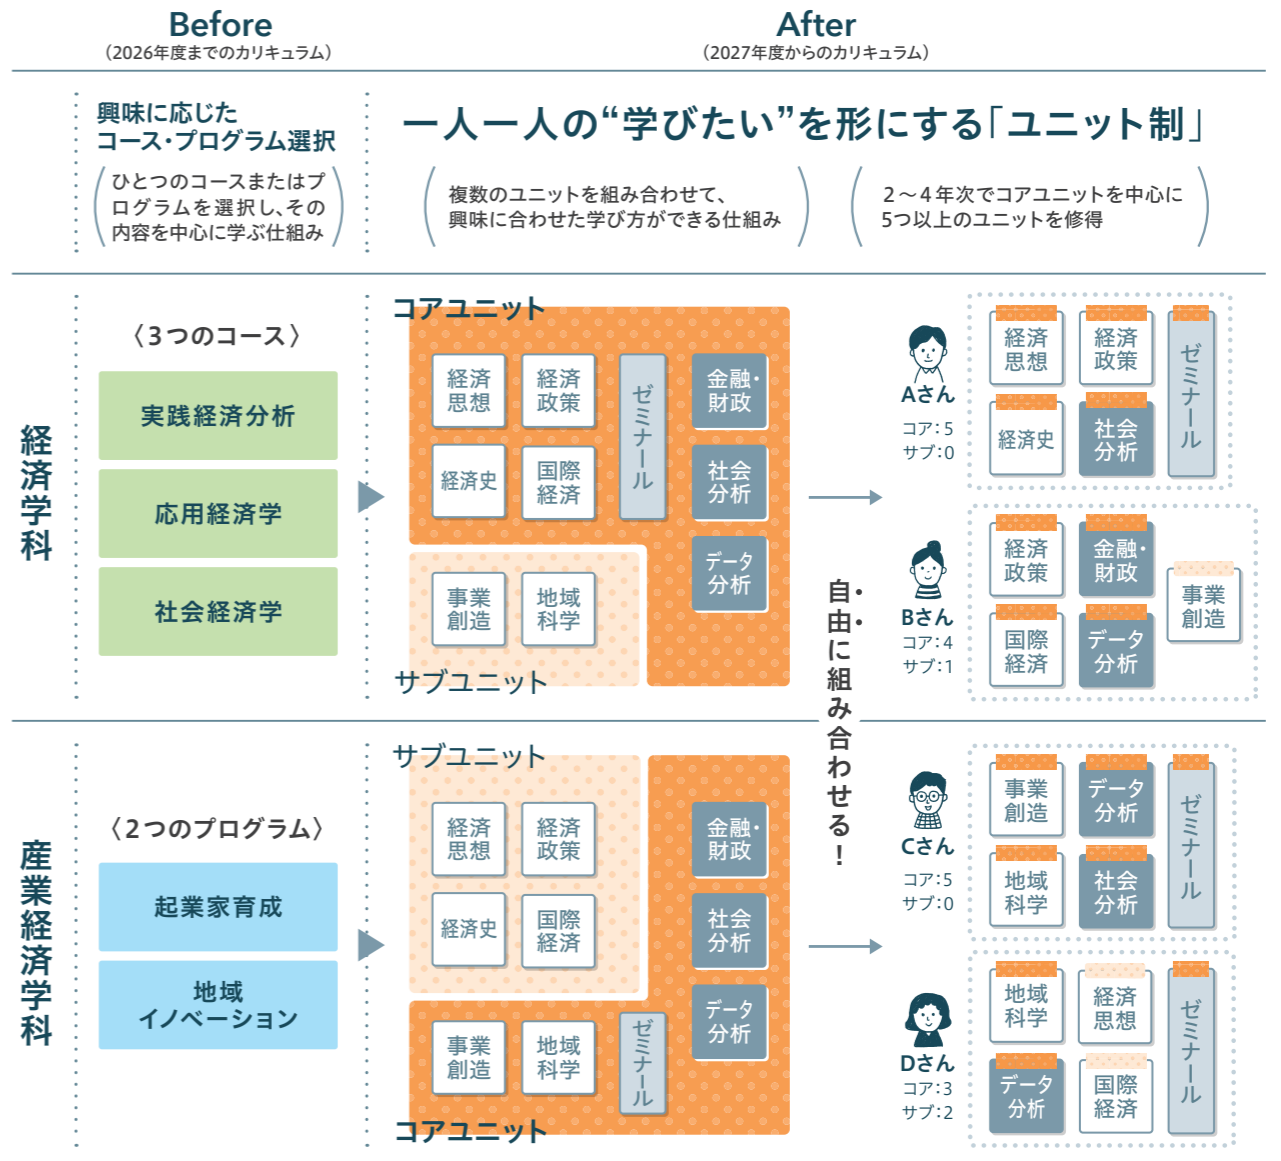 Before
（2026年度までのカリキュラム）
After
（2027年度からのカリキュラム）
興味に応じた
コース・プログラム選択
ひとつのコースまたはプ
ログラムを選択し、その
内容を中心に学ぶ仕組み
一人一人の“学びたい”を形にする「ユニット制」
複数のユニットを組み合わせて、
興味に合わせた学び方ができる仕組み
２～４年次でコアユニットを中心に
5つ以上のユニットを修得
経済学科
〈３つのコース〉
実践経済分析
応用経済学
社会経済学
コアユニット
経済
思想
経済
政策
ゼミナール
金融・
財政
経済史
国際
経済
社会
分析
データ
分析
事業
創造
地域
科学
サブユニット
自由に組み合わせる！
Aさん
コア：5
サブ：0
経済
思想
経済
政策
ゼミナール
経済史
社会
分析
Bさん
コア：4
サブ：1
経済
政策
金融・
財政
事業
創造
国際
経済
データ
分析
産業経済学科
〈２つのプログラム〉
起業家育成
地域
イノベーション
サブユニット
経済
思想
経済
政策
金融・
財政
経済史
国際
経済
社会
分析
データ
分析
事業
創造
地域
科学
ゼミナール
コアユニット
Cさん
コア：5
サブ：0
事業
創造
データ
分析
ゼミナール
地域
科学
社会
分析
Dさん
コア：3
サブ：2
地域
科学
経済
思想
ゼミナール
データ
分析
国際
経済